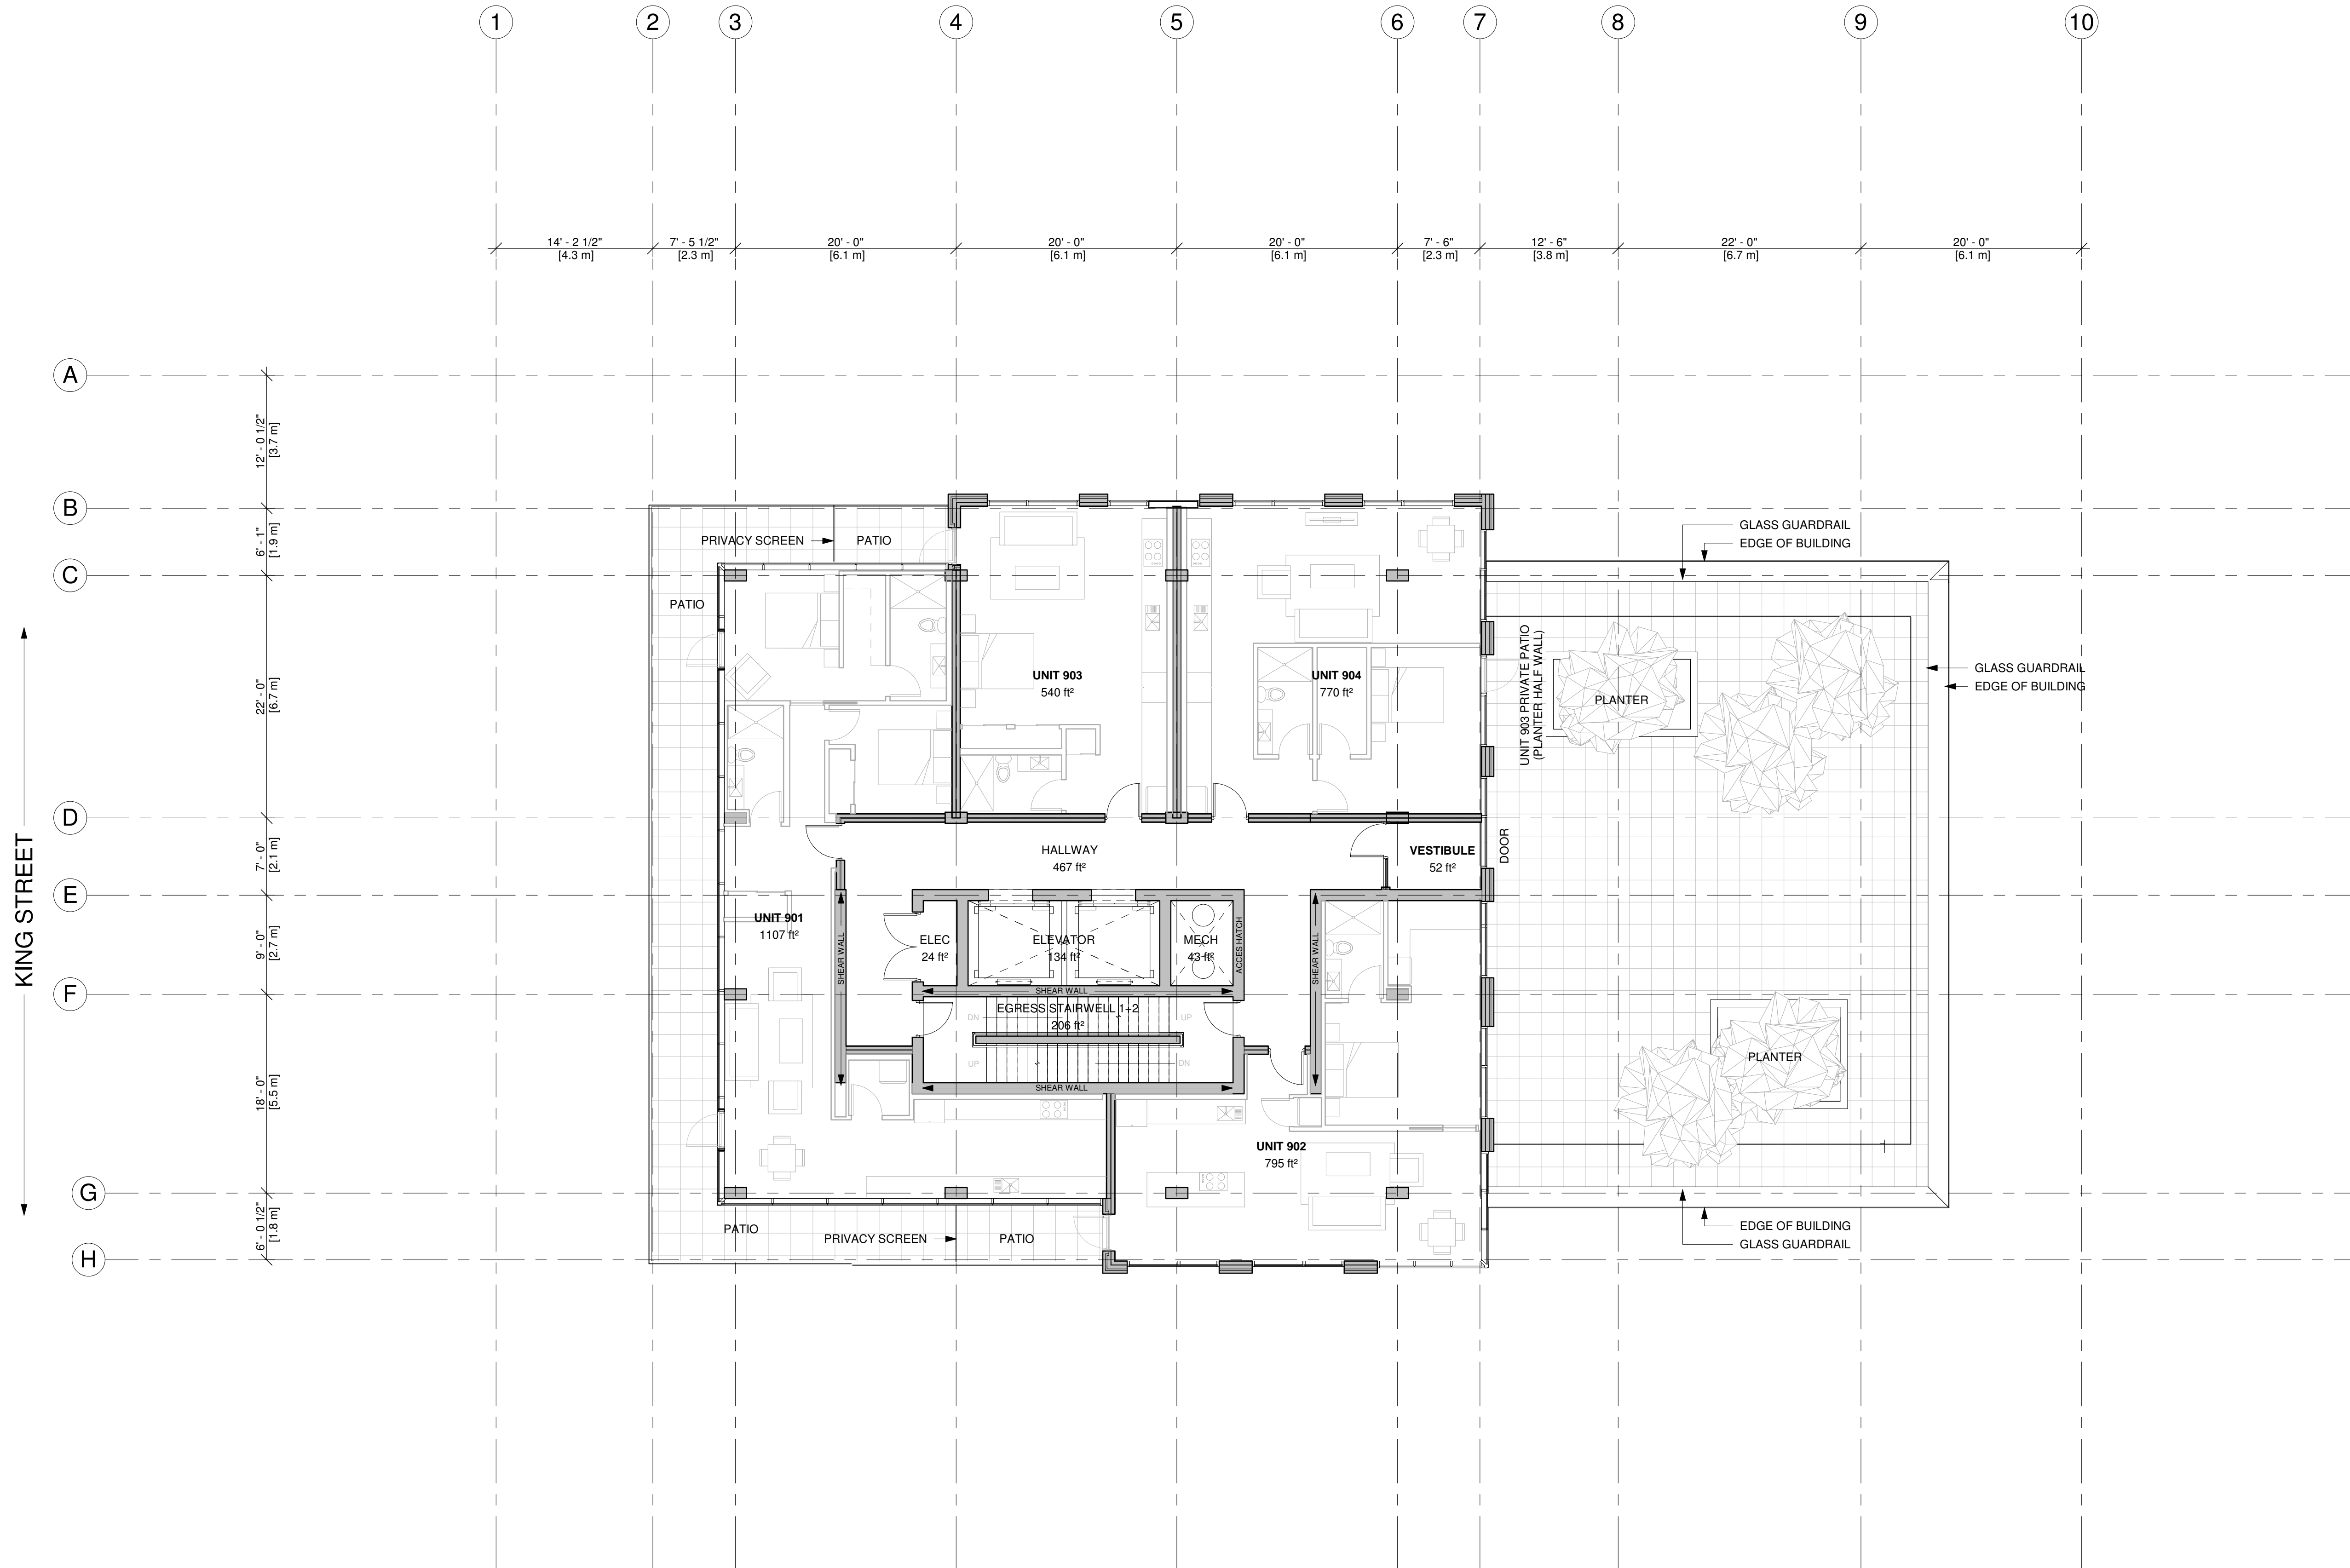 1
2
3
4
5
6
7
8
9
10
14' - 2 1/2"
[4.3 m]
7' - 5 1/2"
[2.3 m]
20' - 0"
[6.1 m]
20' - 0"
[6.1 m]
20' - 0"
[6.1 m]
7' - 6"
[2.3 m]
12' - 6"
[3.8 m]
22' - 0"
[6.7 m]
20' - 0"
[6.1 m]
A
B
C
D
E
F
G
H
12' - 0 1/2"
[3.7 m]
6' - 1"
[1.9 m]
22' - 0"
[6.7 m]
7' - 0"
[2.1 m]
9' - 0"
[2.7 m]
18' - 0"
[5.5 m]
6' - 0 1/2"
[1.8 m]
KING STREET
PRIVACY SCREEN
PATIO
PATIO
UNIT 903
540 ft²
UNIT 904
770 ft²
GLASS GUARDRAIL
EDGE OF BUILDING
GLASS GUARDRAIL
EDGE OF BUILDING
UNIT 903 PRIVATE PATIO
(PLANTER HALF WALL)
PLANTER
DOOR
HALLWAY
467 ft²
VESTIBULE
52 ft²
UNIT 901
1107 ft²
SHEAR WALL
ELEC
24 ft²
ELEVATOR
134 ft²
MECH
43 ft²
ACCES HATCH
SHEAR WALL
SHEAR WALL
EGRESS STAIRWELL 1+2
206 ft²
DN
UP
UP
DN
SHEAR WALL
PLANTER
UNIT 902
795 ft²
PATIO
PRIVACY SCREEN
PATIO
EDGE OF BUILDING
GLASS GUARDRAIL